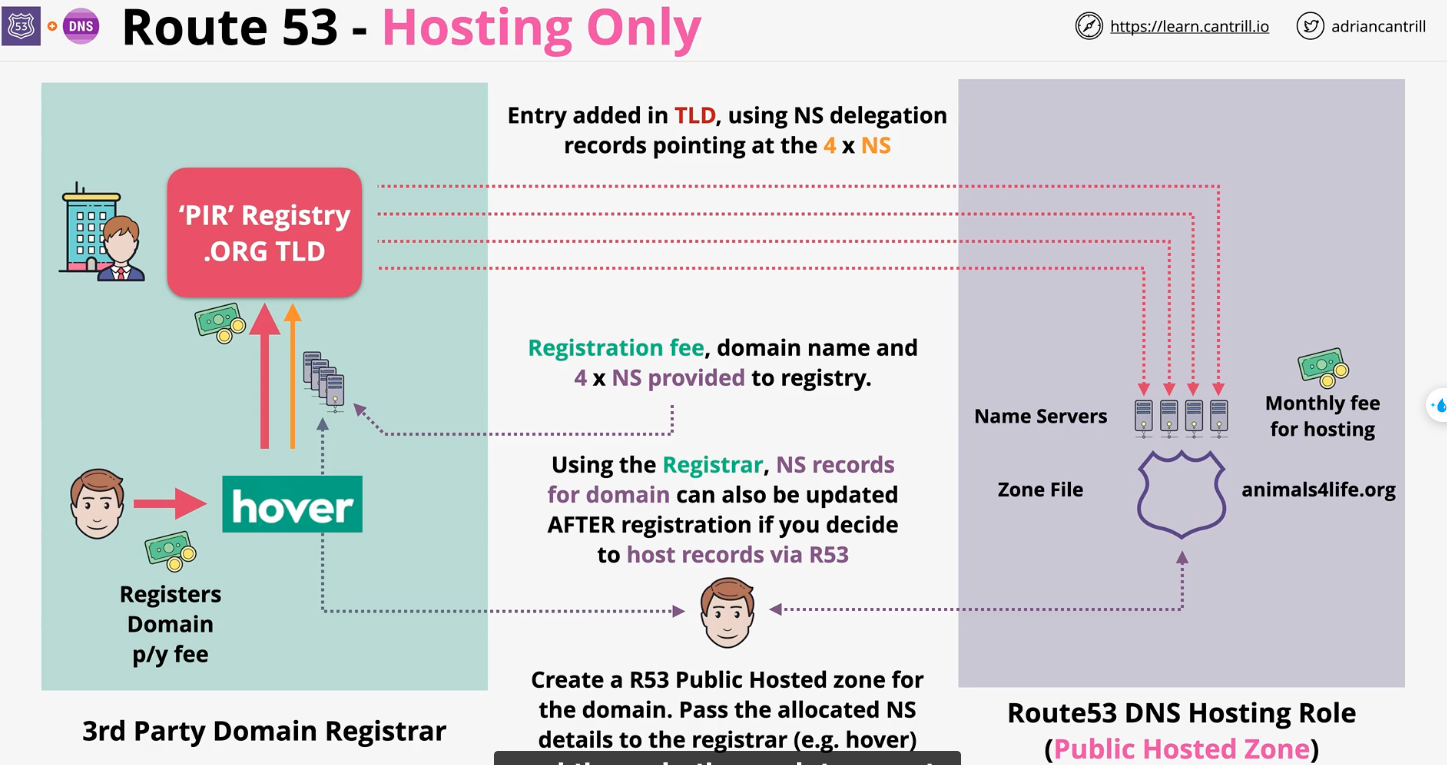 53
DNS
Route 53 - Hosting Only
https://learn.cantrill.io
adriancantrill
Entry added in TLD, using NS delegation
records pointing at the 4 x NS
‘PIR’ Registry
.ORG TLD
Registration fee, domain name and
4 x NS provided to registry.
Monthly fee
for hosting
Name Servers
Using the Registrar, NS records
for domain can also be updated
AFTER registration if you decide
to host records via R53
Zone File
animals4life.org
hover
Registers
Domain
p/y fee
Create a R53 Public Hosted zone for
the domain. Pass the allocated NS
details to the registrar (e.g. hover)
3rd Party Domain Registrar
Route53 DNS Hosting Role
(Public Hosted Zone)